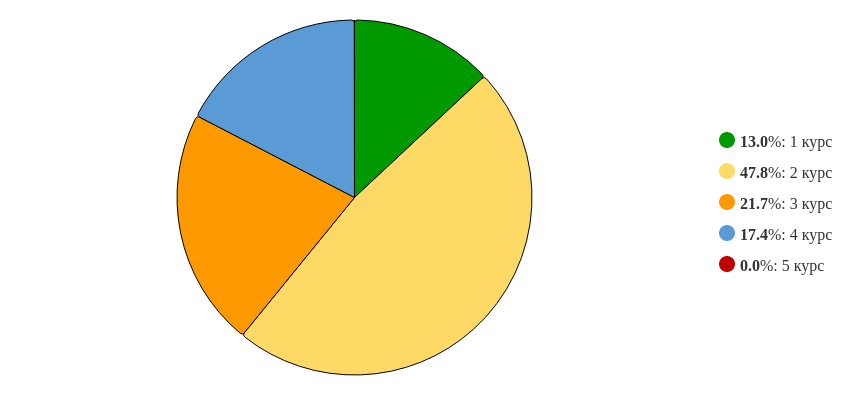 13.0%: 1 курс
47.8%: 2 курс
21.7%: 3 курс
17.4%: 4 курс
0.0%: 5 курс